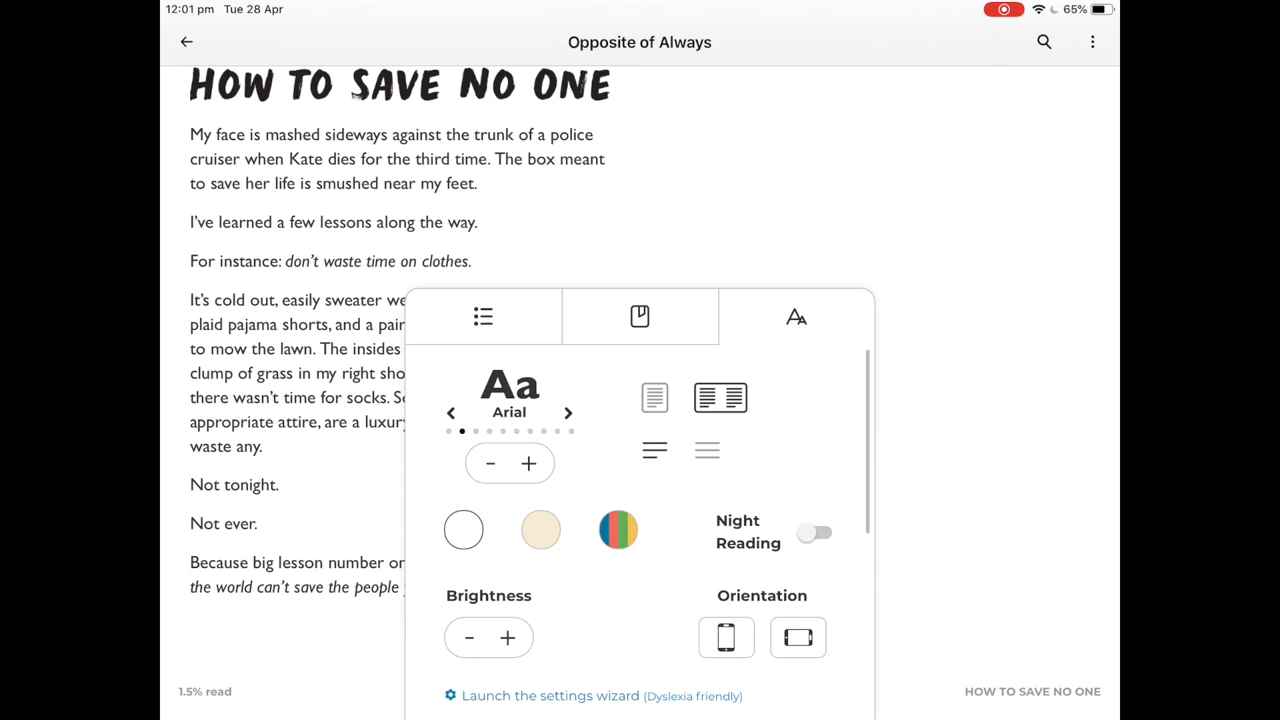 12:01 pm Tue 28 Apr 65%
Opposite of Always
HOW TO SAVE NO ONE
My face is mashed sideways against the trunk of a police
cruiser when Kate dies for the third time. The box meant
to save her life is smushed near my feet.
I've learned a few lessons along the way.
For instance: don't waste time on clothes.
It's cold out, easily sweater we
plaid pajama shorts, and a pair
to mow the lawn. The insides
clump of grass in my right sho
there wasn't time for socks. So
appropriate attire, are a luxury
waste any.
Not tonight.
Not ever.
Because big lesson number on
the world can't save the people
Aa
Arial
- +
Night
Reading
Brightness
Orientation
- +
Launch the settings wizard (Dyslexia friendly)
1.5% read
HOW TO SAVE NO ONE